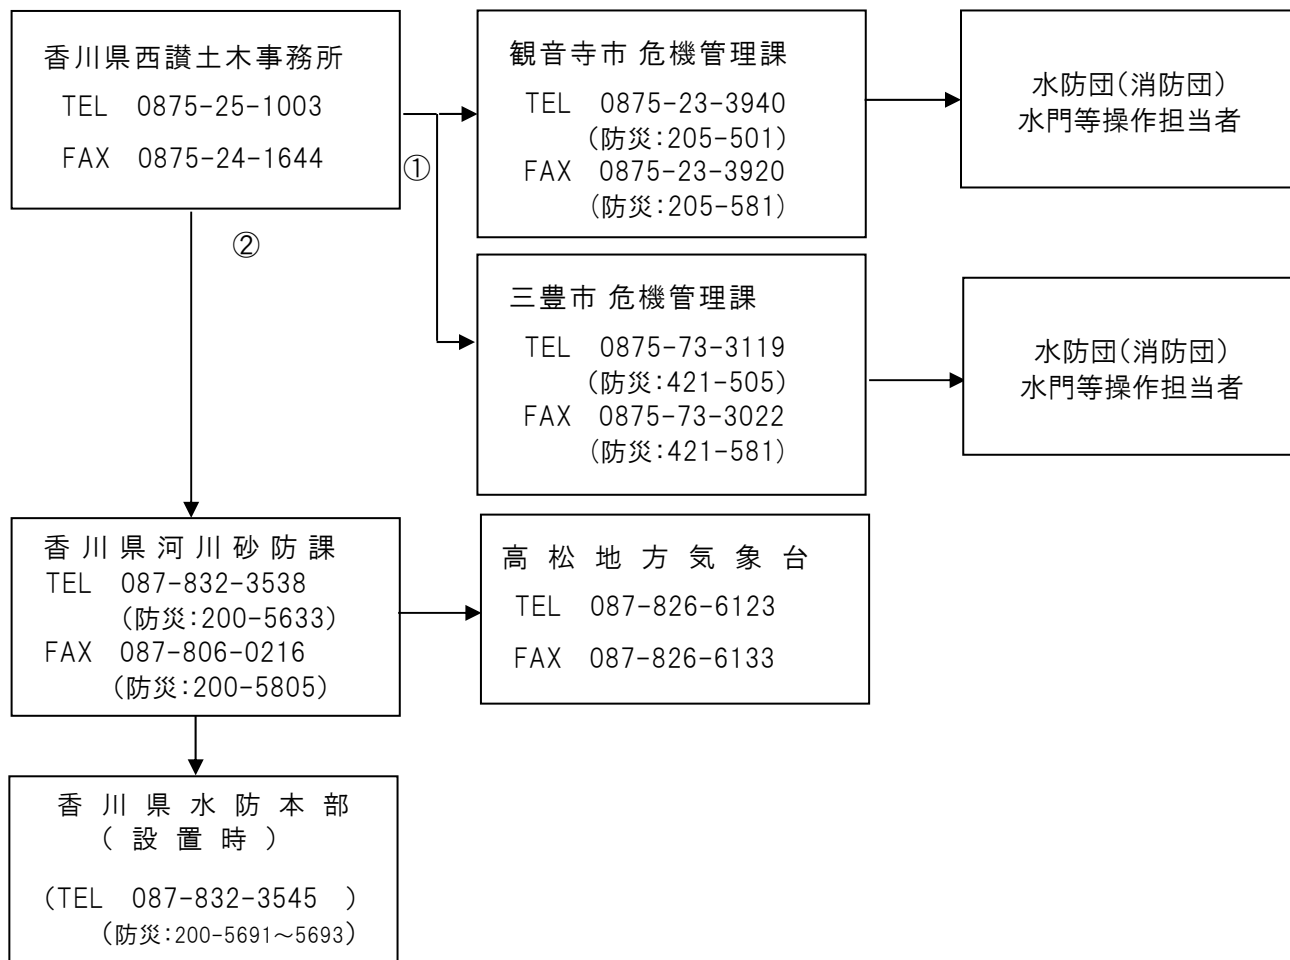 香川県西讃土木事務所
TEL 0875-25-1003
FAX 0875-24-1644
①
②
観音寺市 危機管理課
TEL 0875-23-3940
(防災:205-501)
FAX 0875-23-3920
(防災:205-581)
水防団(消防団)
水門等操作担当者
三豊市 危機管理課
TEL 0875-73-3119
(防災:421-505)
FAX 0875-73-3022
(防災:421-581)
水防団(消防団)
水門等操作担当者
香川県河川砂防課
TEL 087-832-3538
(防災:200-5633)
FAX 087-806-0216
(防災:200-5805)
高松地方気象台
TEL 087-826-6123
FAX 087-826-6133
香川県水防本部
(設置時)
(TEL 087-832-3545 )
(防災:200-5691～5693)